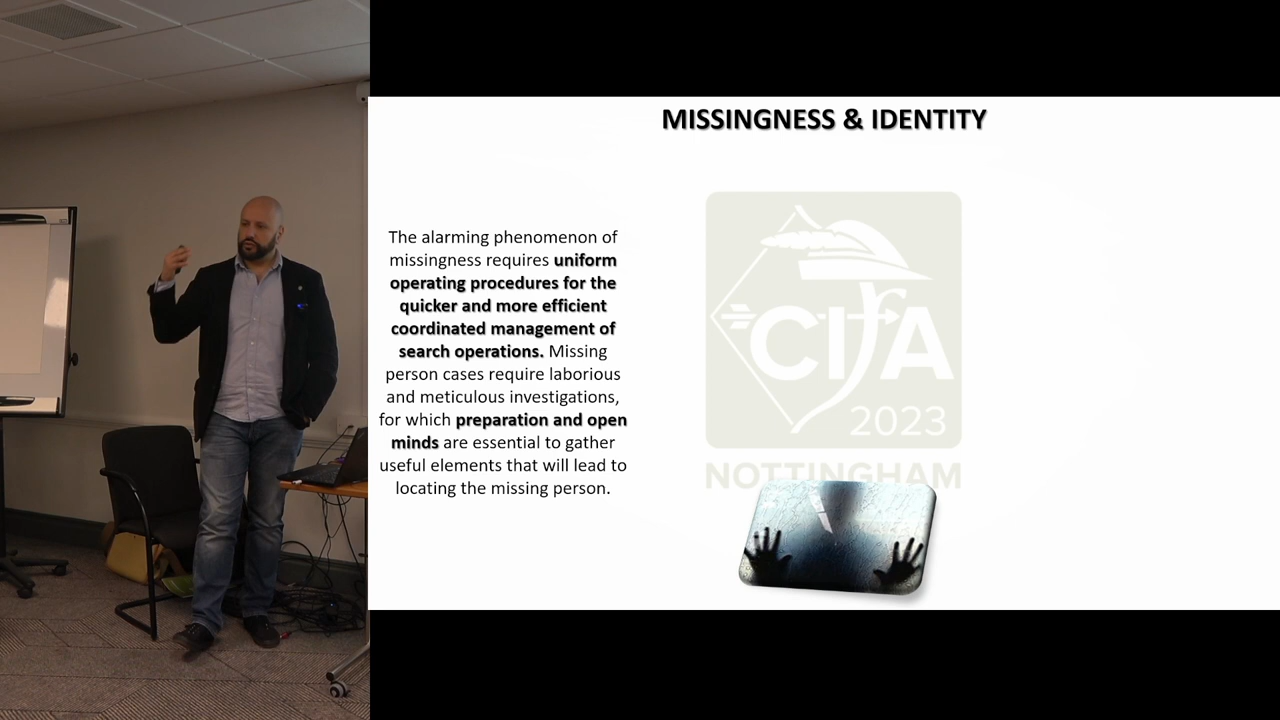 MISSINGNESS & IDENTITY
The alarming phenomenon of
missingness requires uniform
operating procedures for the
quicker and more efficient
coordinated management of
search operations. Missing
person cases require laborious
and meticulous investigations,
for which preparation and open
minds are essential to gather
useful elements that will lead to
locating the missing person.
CIfA
2023
NOTTINGHAM